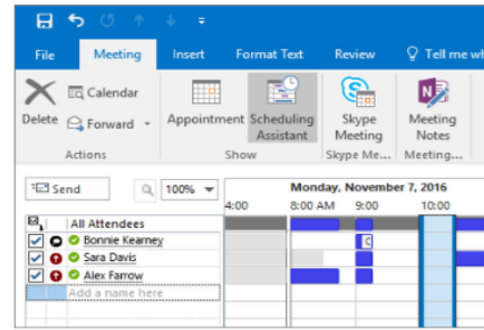 File Meeting Insert Format Text Review Tell me wh
Delete Calendar Forward Appointment Scheduling Assistant Skype Meeting Meeting Notes
Actions Show Skype Me... Meeting...
Send 100% Monday, November 7, 2016
4:00 8:00 AM 9:00 10:00
All Attendees
Bonnie Kearney
Sara Davis
Alex Farrow
Add a name here